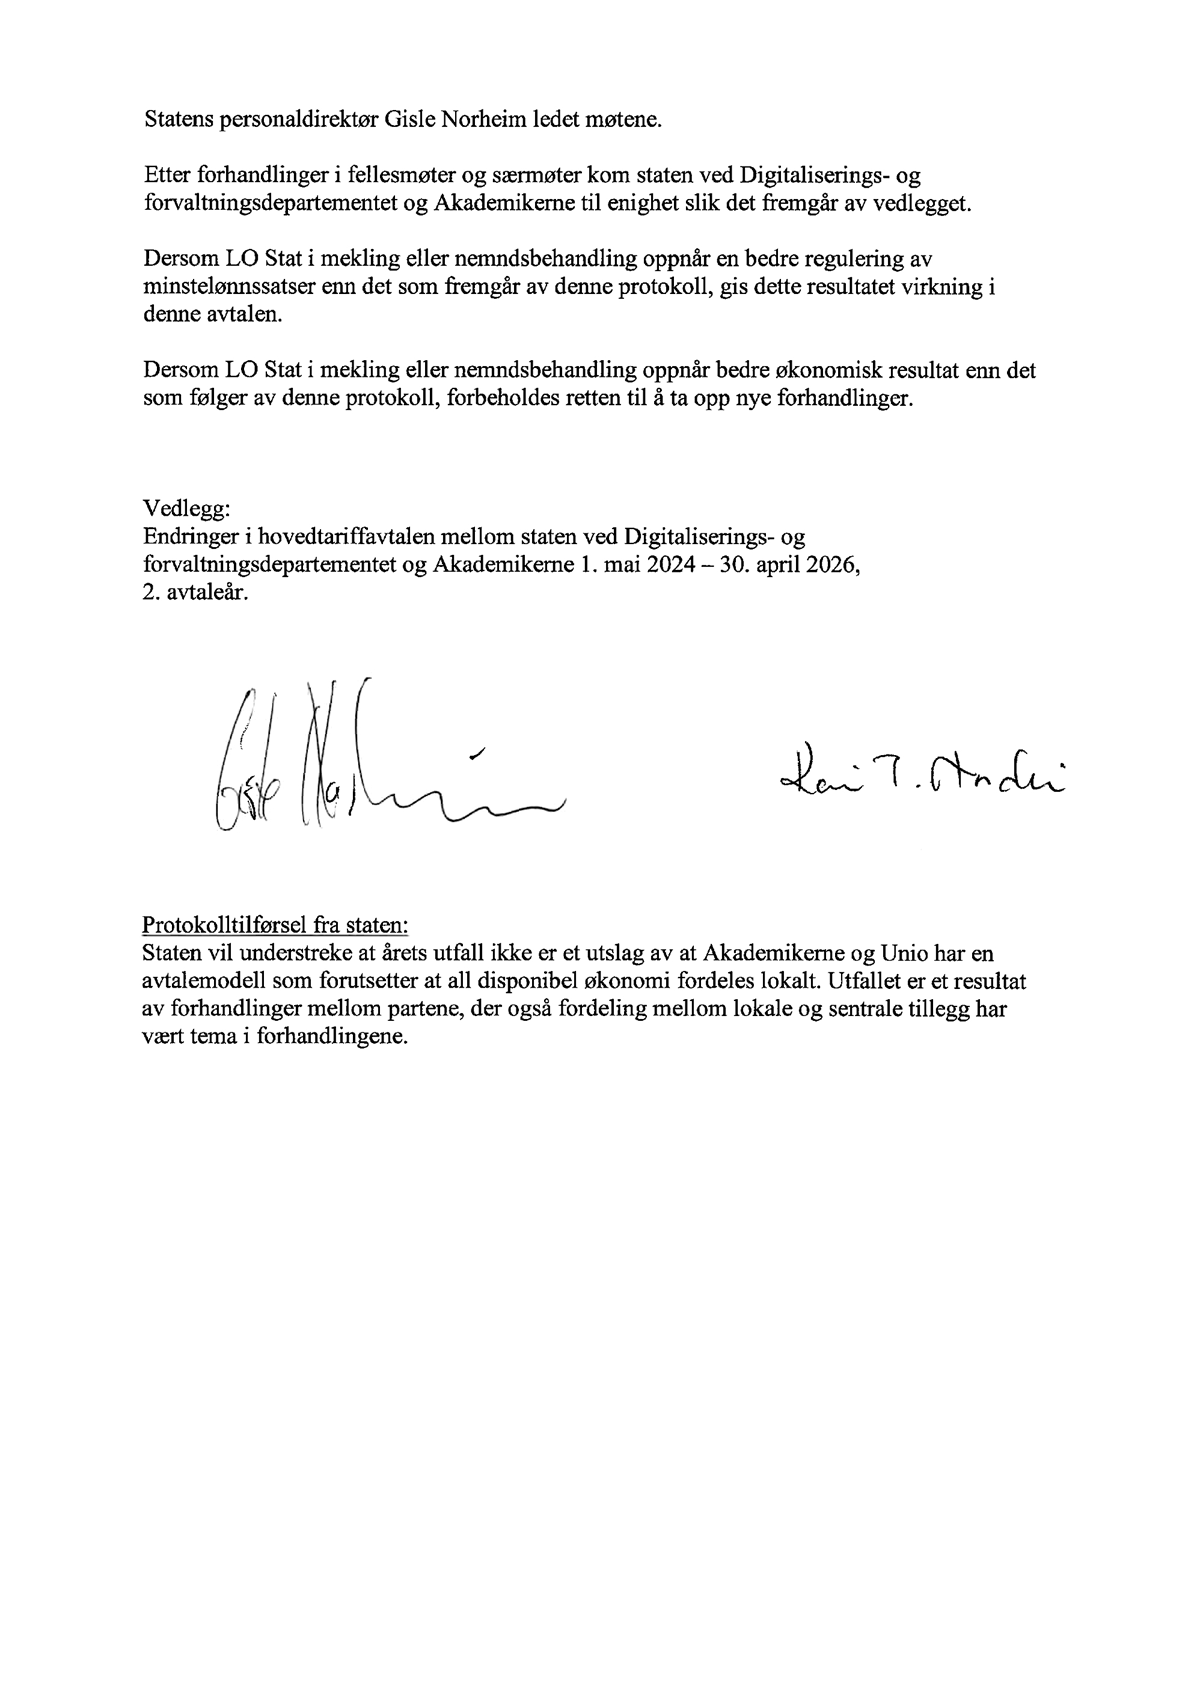 Statens personaldirektør Gisle Norheim ledet møtene.
Etter forhandlinger i fellesmøter og særmøter kom staten ved Digitaliserings- og
forvaltningsdepartementet og Akademikerne til enighet slik det fremgår av vedlegget.
Dersom LO Stat i mekling eller nemndsbehandling oppnår en bedre regulering av
minstelønnssatser enn det som fremgår av denne protokoll, gis dette resultatet virkning i
denne avtalen.
Dersom LO Stat i mekling eller nemndsbehandling oppnår bedre økonomisk resultat enn det
som følger av denne protokoll, forbeholdes retten til å ta opp nye forhandlinger.
Vedlegg:
Endringer i hovedtariffavtalen mellom staten ved Digitaliserings- og
forvaltningsdepartementet og Akademikerne 1. mai 2024 – 30. april 2026,
2. avtaleår.
Gisle Norheim
Kari T.
Protokolltilførsel fra staten:
Staten vil understreke at årets utfall ikke er et utslag av at Akademikerne og Unio har en
avtalemodell som forutsetter at all disponibel økonomi fordeles lokalt. Utfallet er et resultat
av forhandlinger mellom partene, der også fordeling mellom lokale og sentrale tillegg har
vært tema i forhandlingene.